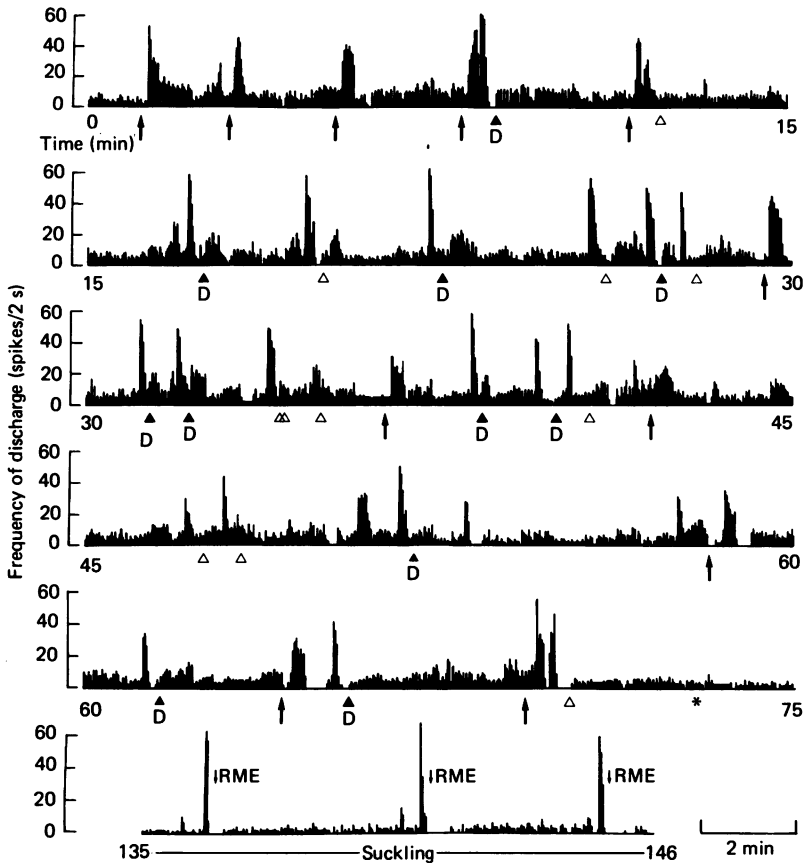 Frequency of discharge (spikes/2 s)
60
40
20
0
0 15
Time (min)
D
60
40
20
0
15 D D D 30
60
40
20
0
30 D D D D 45
60
40
20
0
45 D 60
60
40
20
60 D D * 75
60
40
20
0
↓RME ↓RME ↓RME
135 Suckling 146
2 min